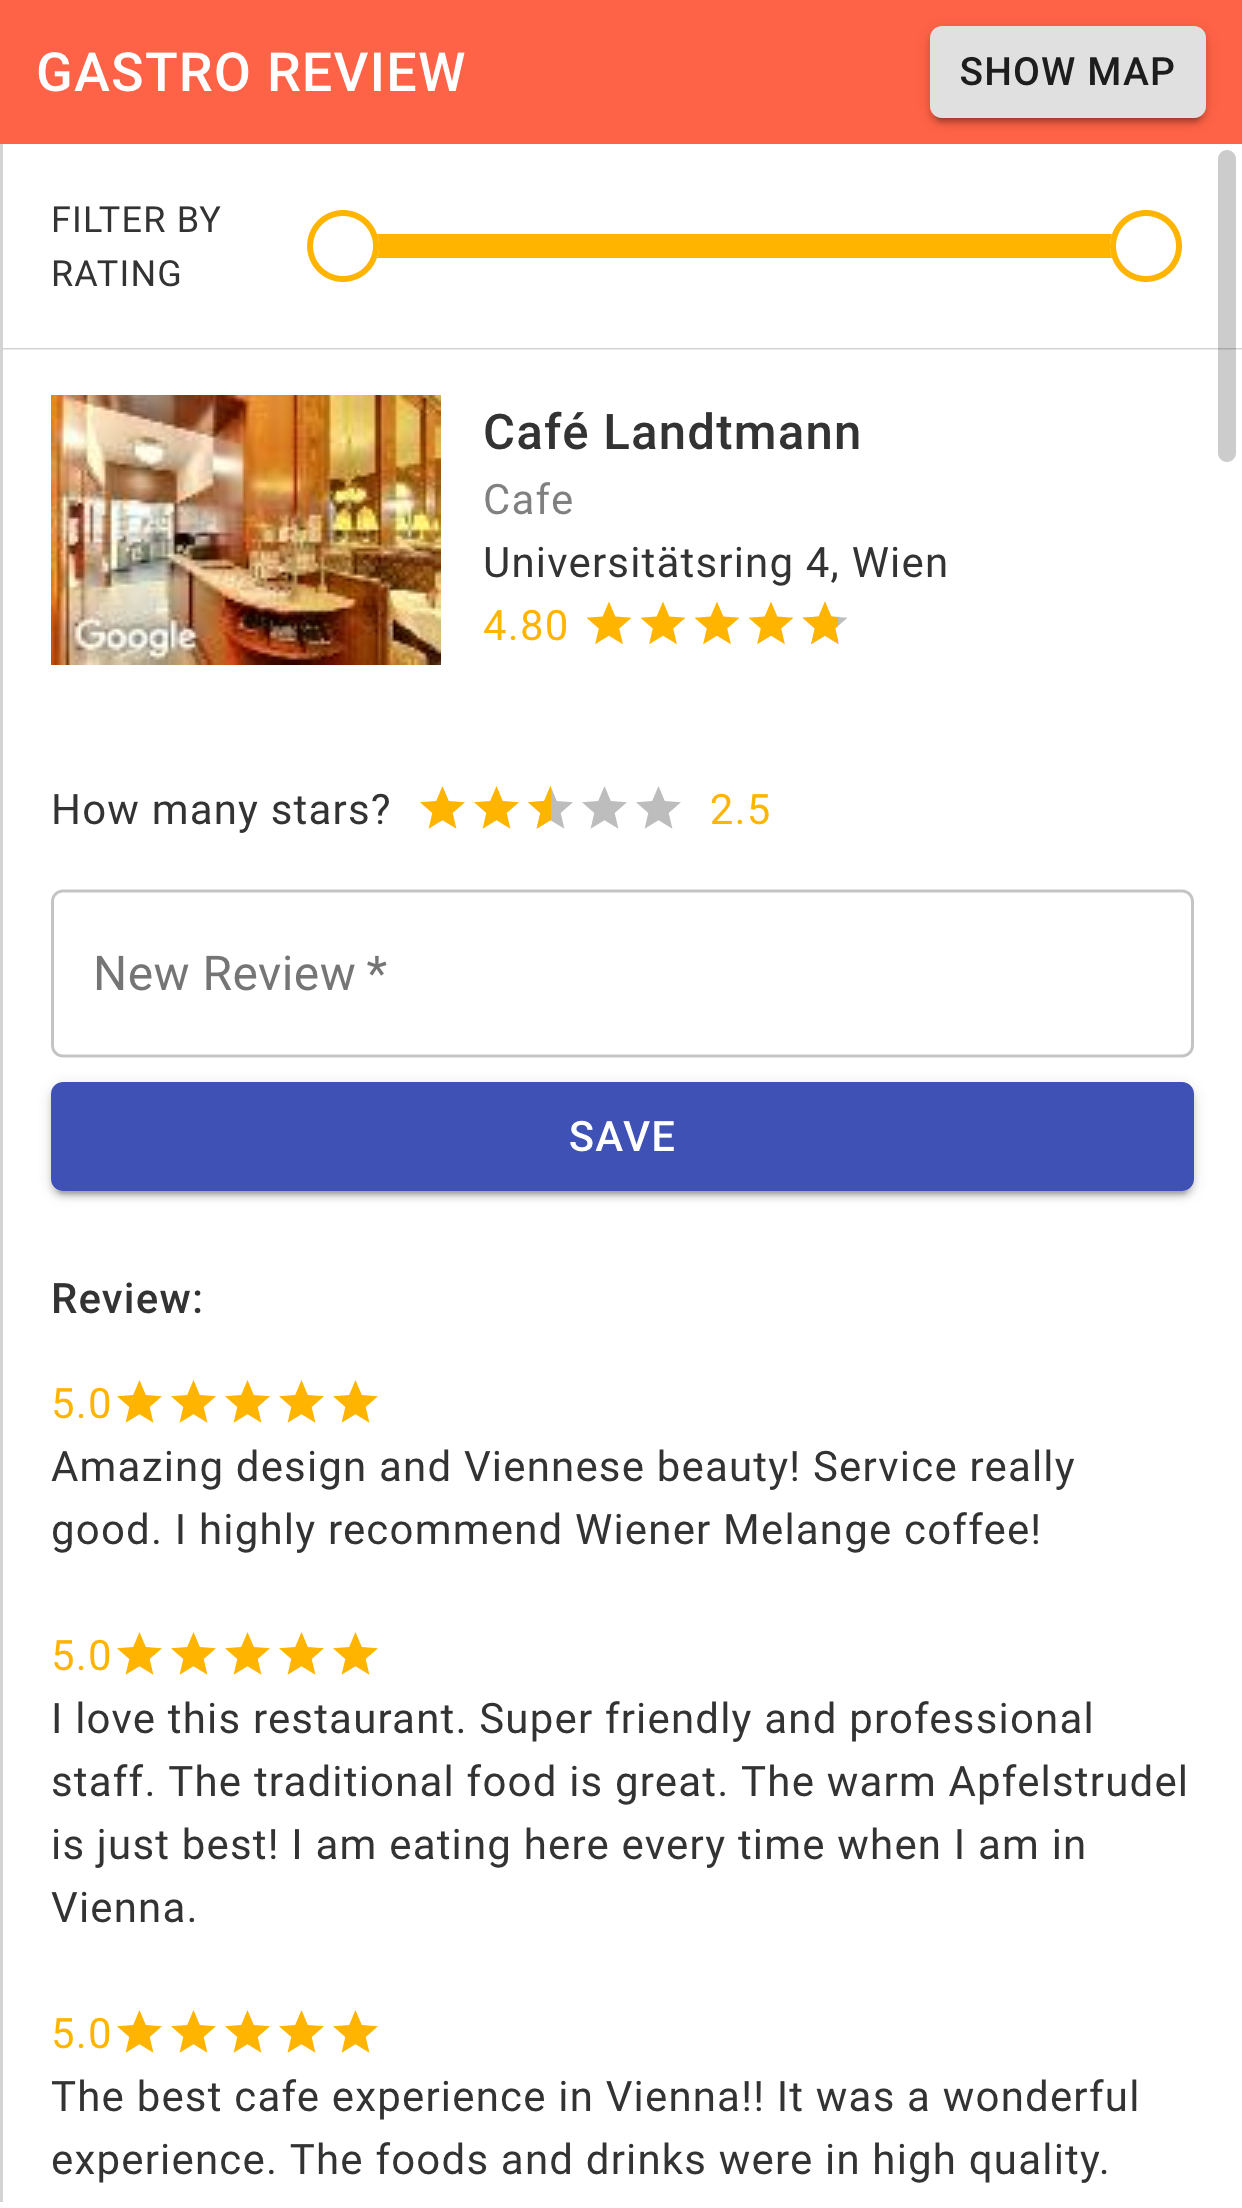 GASTRO REVIEW
SHOW MAP
FILTER BY
RATING
Café Landtmann
Cafe
Universitätsring 4, Wien
4.80
Google
How many stars?
2.5
New Review *
SAVE
Review:
5.0
Amazing design and Viennese beauty! Service really
good. I highly recommend Wiener Melange coffee!
5.0
I love this restaurant. Super friendly and professional
staff. The traditional food is great. The warm Apfelstrudel
is just best! I am eating here every time when I am in
Vienna.
5.0
The best cafe experience in Vienna!! It was a wonderful
experience. The foods and drinks were in high quality.